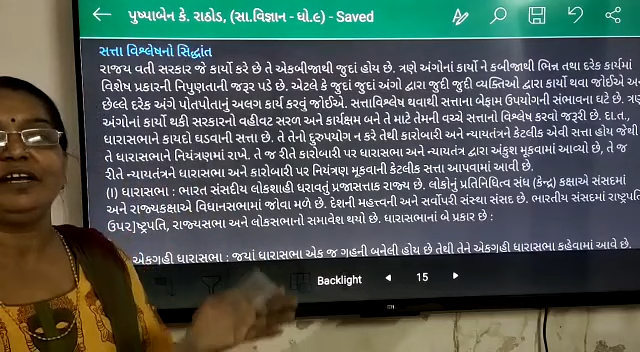 પુષ્પાબેન કે. રાઠોડ, (સા.વિજ્ઞાન - ધો.૯) - Saved
સત્તા વિશ્લેષનો સિદ્ધાંત
રાજય વતી સરકાર જે કાર્યો કરે છે તે એકબીજાથી જુદાં હોય છે. ત્રણે અંગોનાં કાર્યો ને કબીજાથી ભિન્ન તથા દરેક કાર્યમાં
વિશેષ પ્રકારની નિપુણતાની જરૂર પડે છે. એટલે કે જુદાં જુદાં અંગો દ્વારા જુદી જુદી વ્યક્તિઓ દ્વારા કાર્યો થવા જોઈએ અને
છેલ્લે દરેક અંગે પોતપોતાનું અલગ કાર્ય કરવું જોઈએ. સત્તાવિશ્લેષ થવાથી સત્તાના બેફામ ઉપયોગની સંભાવના ઘટે છે. ત્રણ
અંગોનાં કાર્યો થકી સરકારનો વહીવટ સરળ અને કાર્યક્ષમ બને તે માટે તેમની વચ્ચે સત્તાનો વિશ્લેષ કરવો જરૂરી છે. દા.ત.,
ધારાસભાને કાયદો ઘડવાની સત્તા છે. તે તેનો દુરુપયોગ ન કરે તેથી કારોબારી અને ન્યાયતંત્રને કેટલીક એવી સત્તા હોય જેથી
તે ધારાસભાને નિયંત્રણમાં રાખે. તે જ રીતે કારોબારી પર ધારાસભા અને ન્યાયતંત્ર દ્વારા અંકુશ મૂકવામાં આવ્યો છે, તે જ
રીતે ન્યાયતંત્રને ધારાસભા અને કારોબારી પર નિયંત્રણ મૂકવાની કેટલીક સત્તા આપવામાં આવી છે.
(I) ધારાસભા : ભારત સંસદીય લોકશાહી ધરાવતું પ્રજાસત્તાક રાજ્ય છે. લોકોનું પ્રતિનિધિત્વ સંઘ (કેન્દ્ર) કક્ષાએ સંસદમાં
અને રાજ્યકક્ષાએ વિધાનસભામાં જોવા મળે છે. દેશની મહત્ત્વની અને સર્વોપરી સંસ્થા સંસદ છે. ભારતીય સંસદમાં રાષ્ટ્રપતિ,
ઉપર]ષ્ટ્રપતિ, રાજ્યસભા અને લોકસભાનો સમાવેશ થયો છે. ધારાસભાનાં બે પ્રકાર છે :
એકગૃહી ધારાસભા : જ્યાં ધારાસભા એક જ ગૃહની બનેલી હોય છે તેથી તેને એકગૃહી ધારાસભા કહેવામાં આવે છે.
Backlight 15